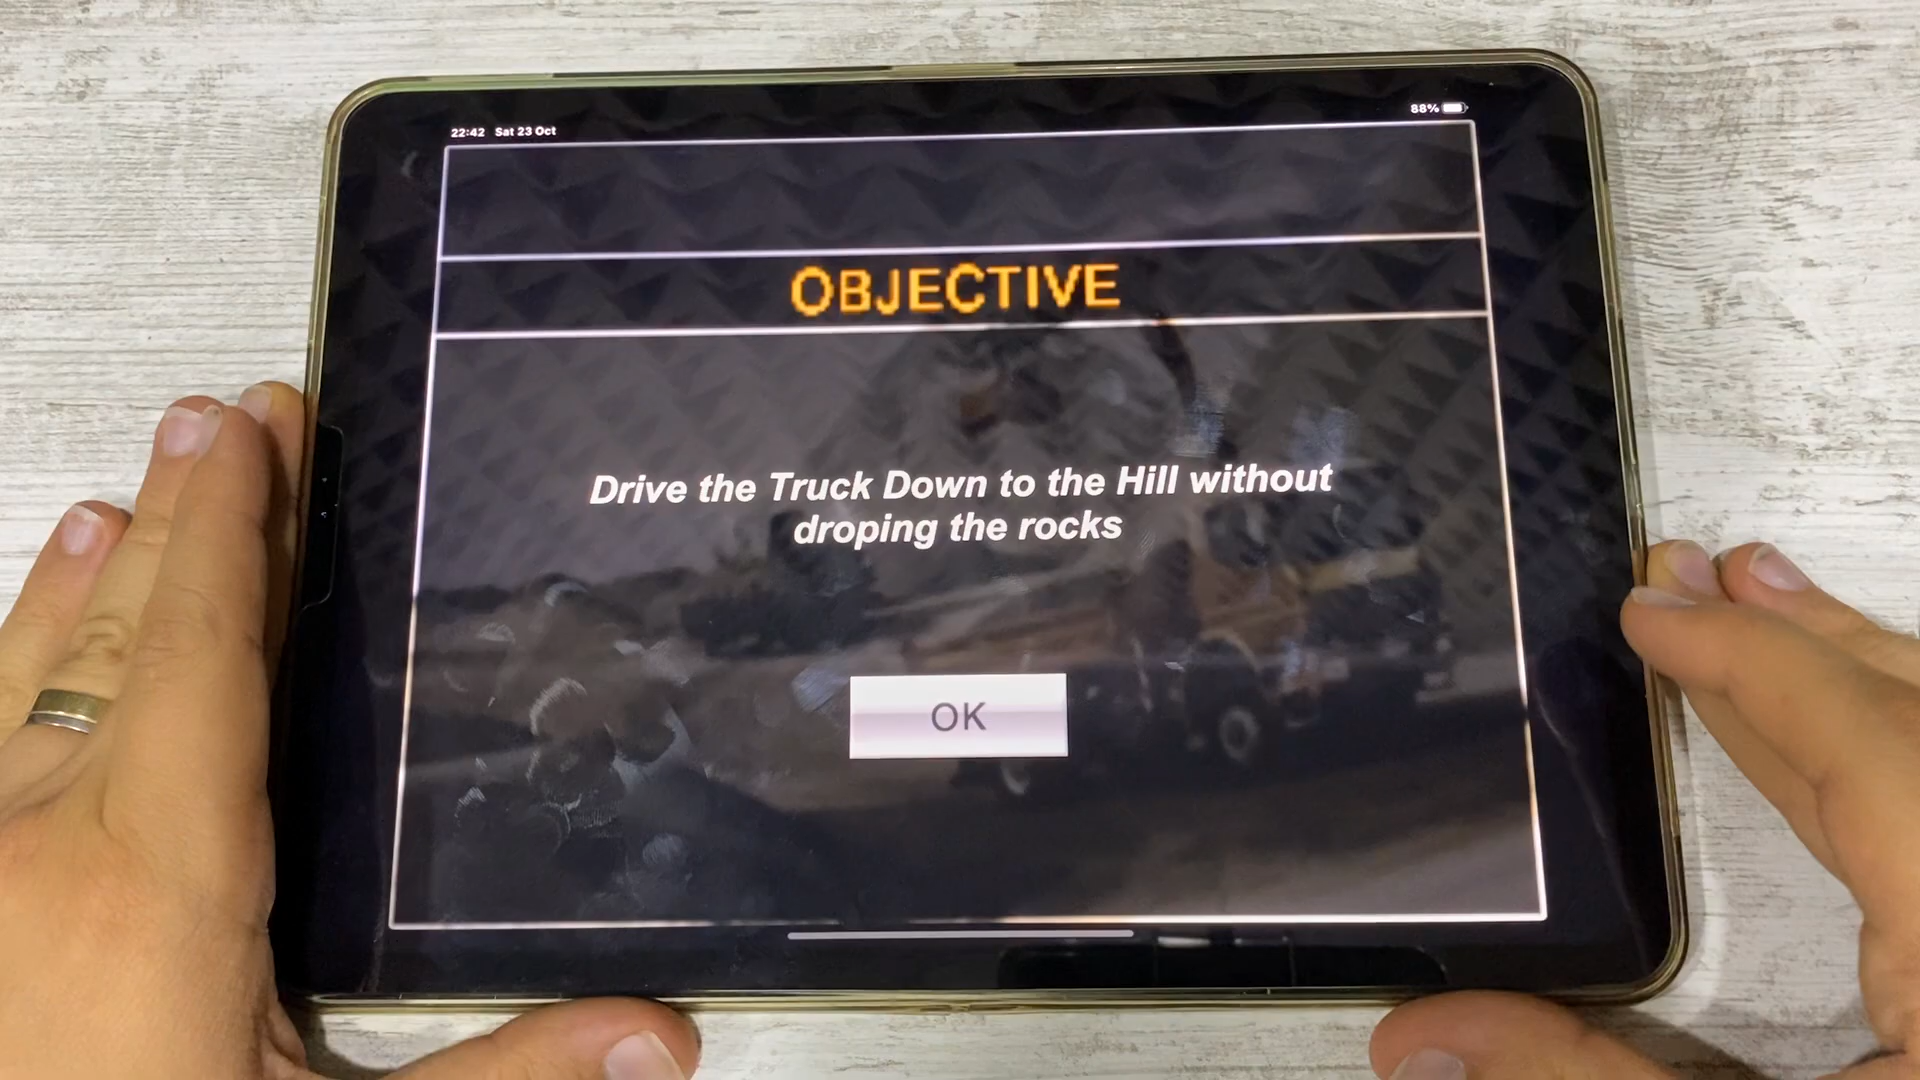 22:42 Sat 23 Oct
88%
OBJECTIVE
Drive the Truck Down to the Hill without
droping the rocks
OK